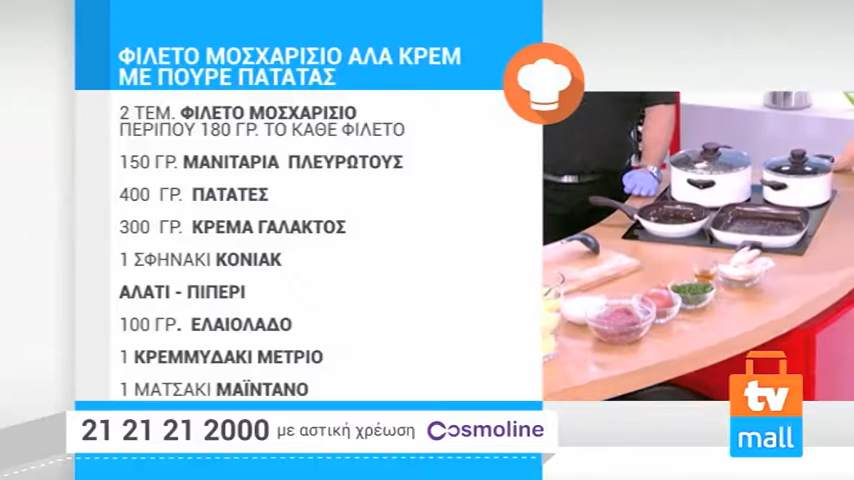 ΦΙΛΕΤΟ ΜΟΣΧΑΡΙΣΙΟ ΑΛΑ ΚΡΕΜ
ΜΕ ΠΟΥΡΕ ΠΑΤΑΤΑΣ
2 ΤΕΜ. ΦΙΛΕΤΟ ΜΟΣΧΑΡΙΣΙΟ
ΠΕΡΙΠΟΥ 180 ΓΡ. ΤΟ ΚΑΘΕ ΦΙΛΕΤΟ
150 ΓΡ. ΜΑΝΙΤΑΡΙΑ ΠΛΕΥΡΩΤΟΥΣ
400 ΓΡ. ΠΑΤΑΤΕΣ
300 ΓΡ. ΚΡΕΜΑ ΓΑΛΑΚΤΟΣ
1 ΣΦΗΝΑΚΙ ΚΟΝΙΑΚ
ΑΛΑΤΙ - ΠΙΠΕΡΙ
100 ΓΡ. ΕΛΑΙΟΛΑΔΟ
1 ΚΡΕΜΜΥΔΑΚΙ ΜΕΤΡΙΟ
1 ΜΑΤΣΑΚΙ ΜΑΪΝΤΑΝΟ
21 21 21 2000 με αστική χρέωση Cosmoline
tv
mall